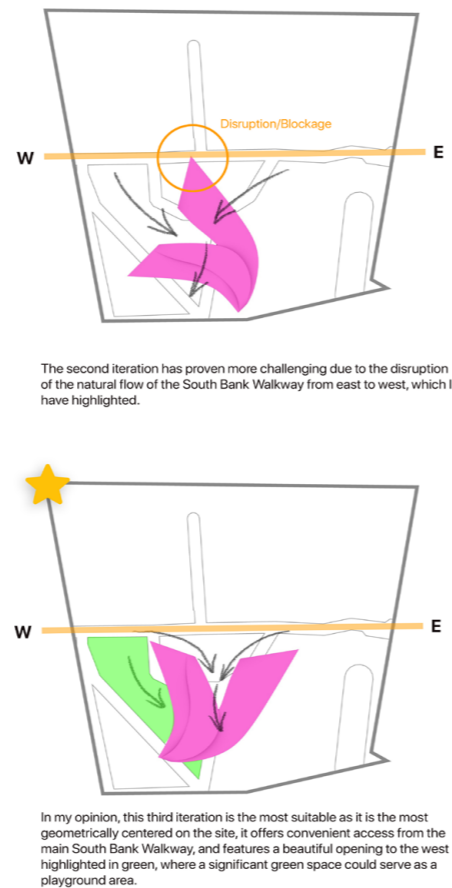 Disruption/Blockage
W
E
The second iteration has proven more challenging due to the disruption
of the natural flow of the South Bank Walkway from east to west, which I
have highlighted.
W
E
In my opinion, this third iteration is the most suitable as it is the most
geometrically centered on the site, it offers convenient access from the
main South Bank Walkway, and features a beautiful opening to the west
highlighted in green, where a significant green space could serve as a
playground area.